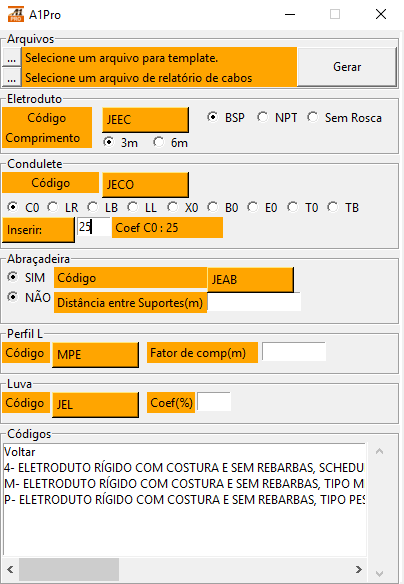 A1Pro
Arquivos
... Selecione um arquivo para template.
... Selecione um arquivo de relatório de cabos
Gerar
Eletroduto
Código JEEC BSP NPT Sem Rosca
Comprimento 3m 6m
Condulete
Código JECO
C0 LR LB LL X0 B0 E0 T0 TB
Inserir: 25 Coef C0 : 25
Abraçadeira
SIM Código JEAB
NÃO Distância entre Suportes(m)
Perfil L
Código MPE Fator de comp(m)
Luva
Código JEL Coef(%)
Códigos
Voltar
4- ELETRODUTO RÍGIDO COM COSTURA E SEM REBARBAS, SCHEDU
M- ELETRODUTO RÍGIDO COM COSTURA E SEM REBARBAS, TIPO M
P- ELETRODUTO RÍGIDO COM COSTURA E SEM REBARBAS, TIPO PES